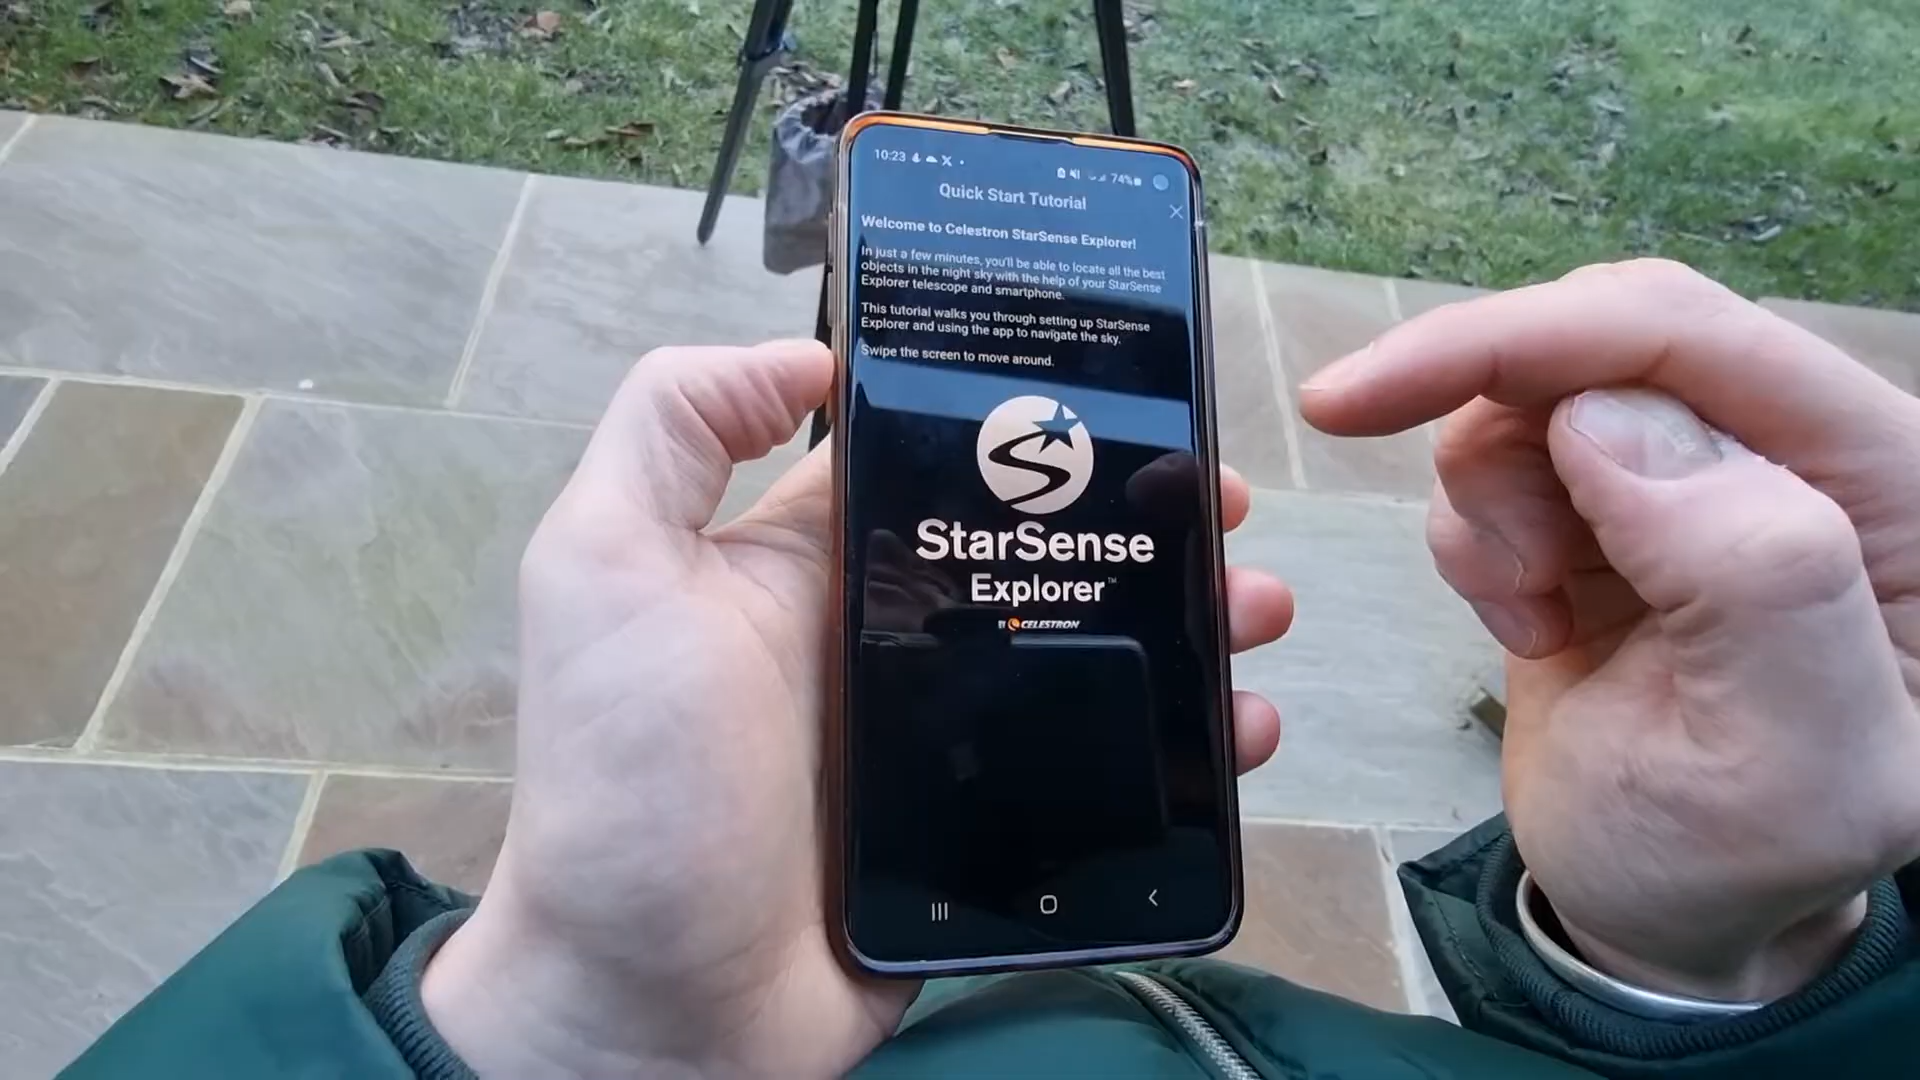 10:23
74%
Quick Start Tutorial
Welcome to Celestron StarSense Explorer!
In just a few minutes, you'll be able to locate all the best
objects in the night sky with the help of your StarSense
Explorer telescope and smartphone.
This tutorial walks you through setting up StarSense
Explorer and using the app to navigate the sky.
Swipe the screen to move around.
StarSense
Explorer™
BY CELESTRON